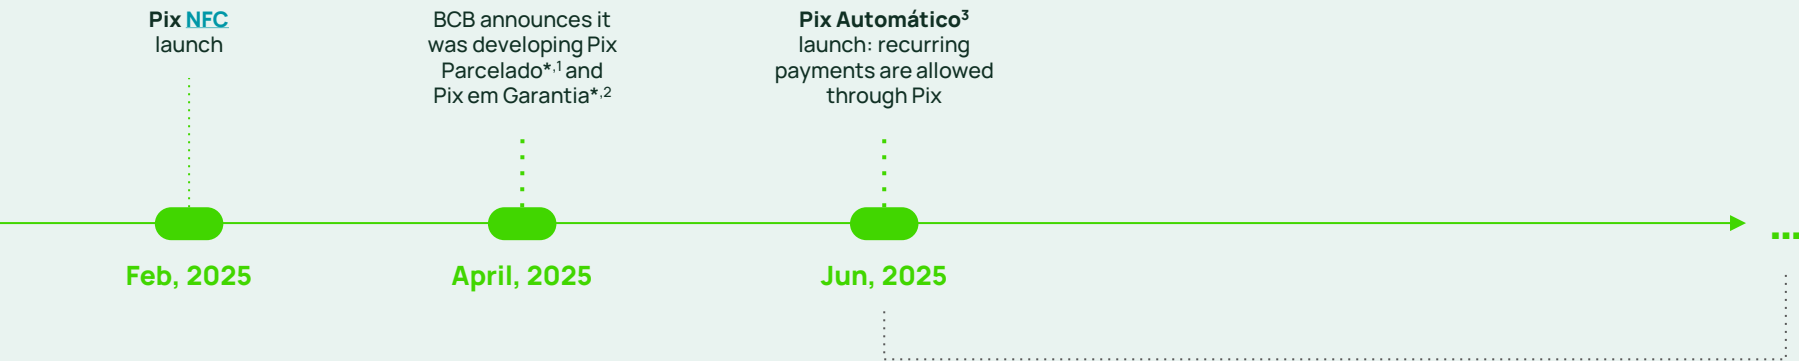 Pix NFC
launch
BCB announces it
was developing Pix
Parcelado*,¹ and
Pix em Garantia*,²
Pix Automático³
launch: recurring
payments are allowed
through Pix
...
Feb, 2025
April, 2025
Jun, 2025